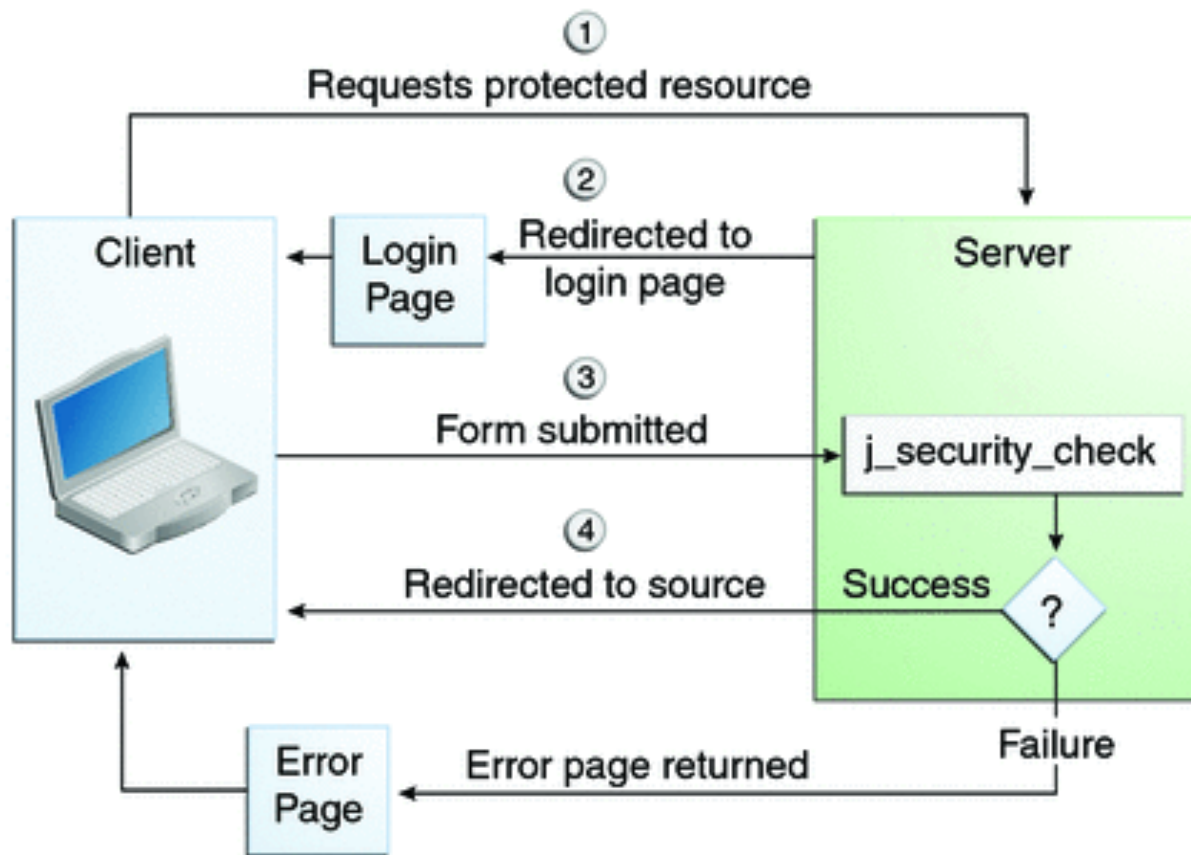 1
Requests protected resource
2
Client
Login
Page
Redirected to
login page
Server
3
Form submitted
j_security_check
4
Redirected to source
Success
?
Failure
Error
Page
Error page returned